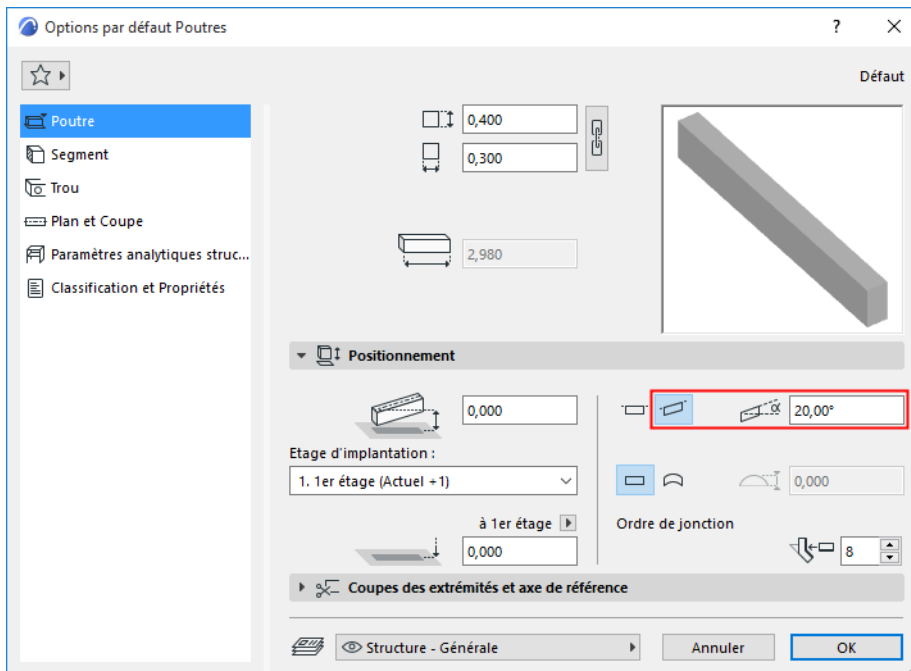 Options par défaut Poutres
?
Défaut
Poutre
Segment
Trou
Plan et Coupe
Paramètres analytiques struc...
Classification et Propriétés
0,400
0,300
2,980
Positionnement
0,000
α 20,00°
Etage d'implantation :
1. 1er étage (Actuel +1)
0,000
à 1er étage
Ordre de jonction
0,000
8
Coupes des extrémités et axe de référence
Structure - Générale
Annuler
OK